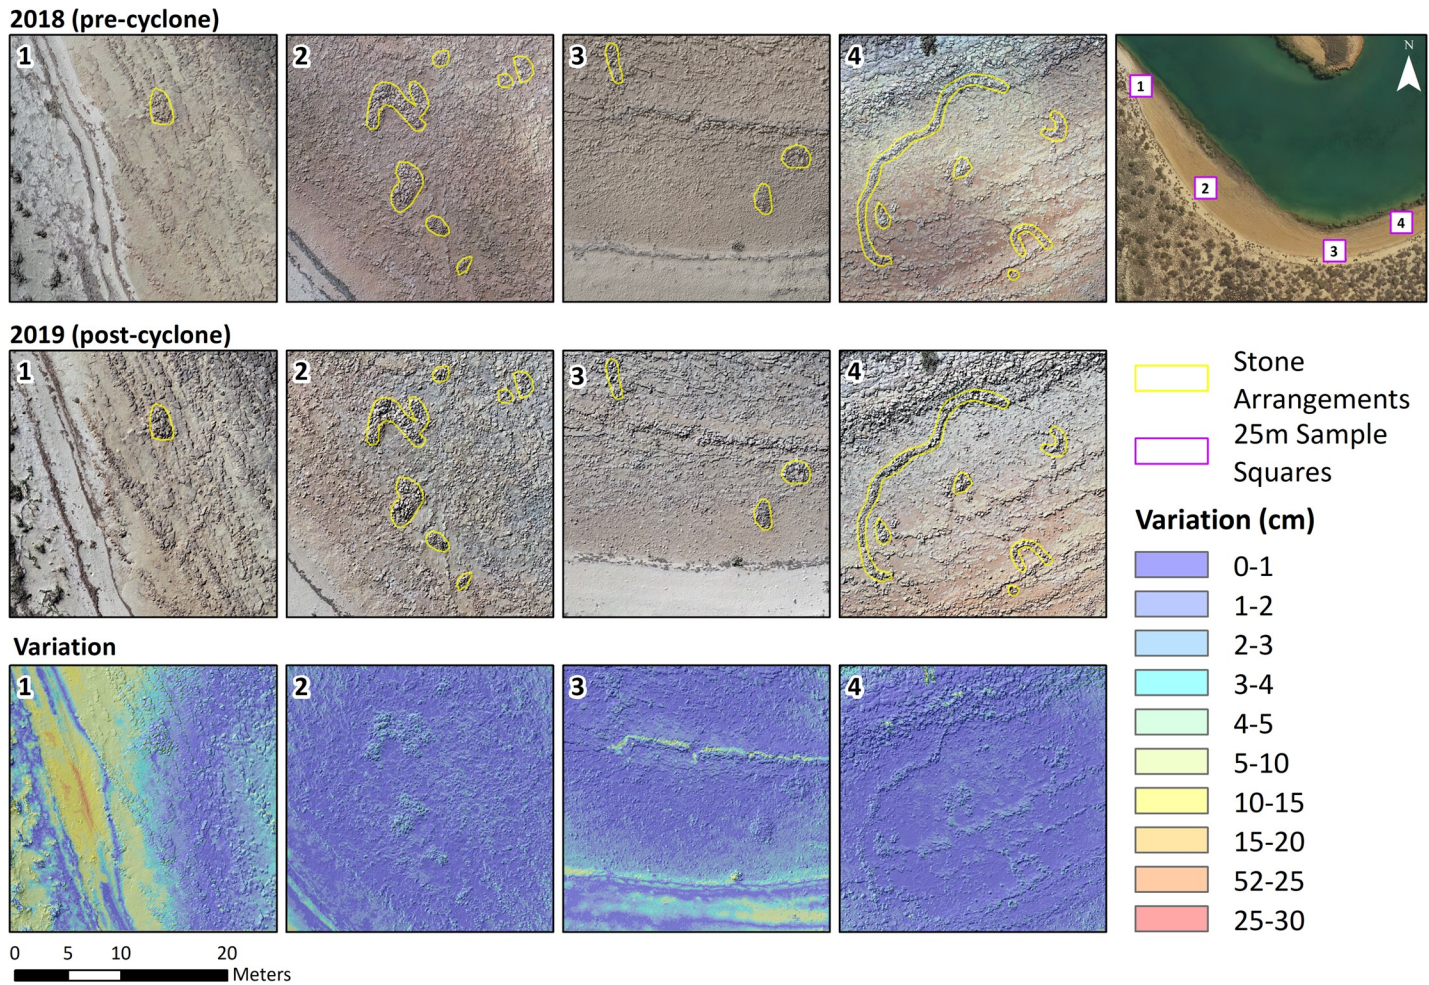 2018 (pre-cyclone)
1
2
3
4
N
1
2
3
4
2019 (post-cyclone)
1
2
3
4
Stone
Arrangements
25m Sample
Squares
Variation
1
2
3
4
Variation (cm)
0-1
1-2
2-3
3-4
4-5
5-10
10-15
15-20
52-25
25-30
0 5 10 20
Meters